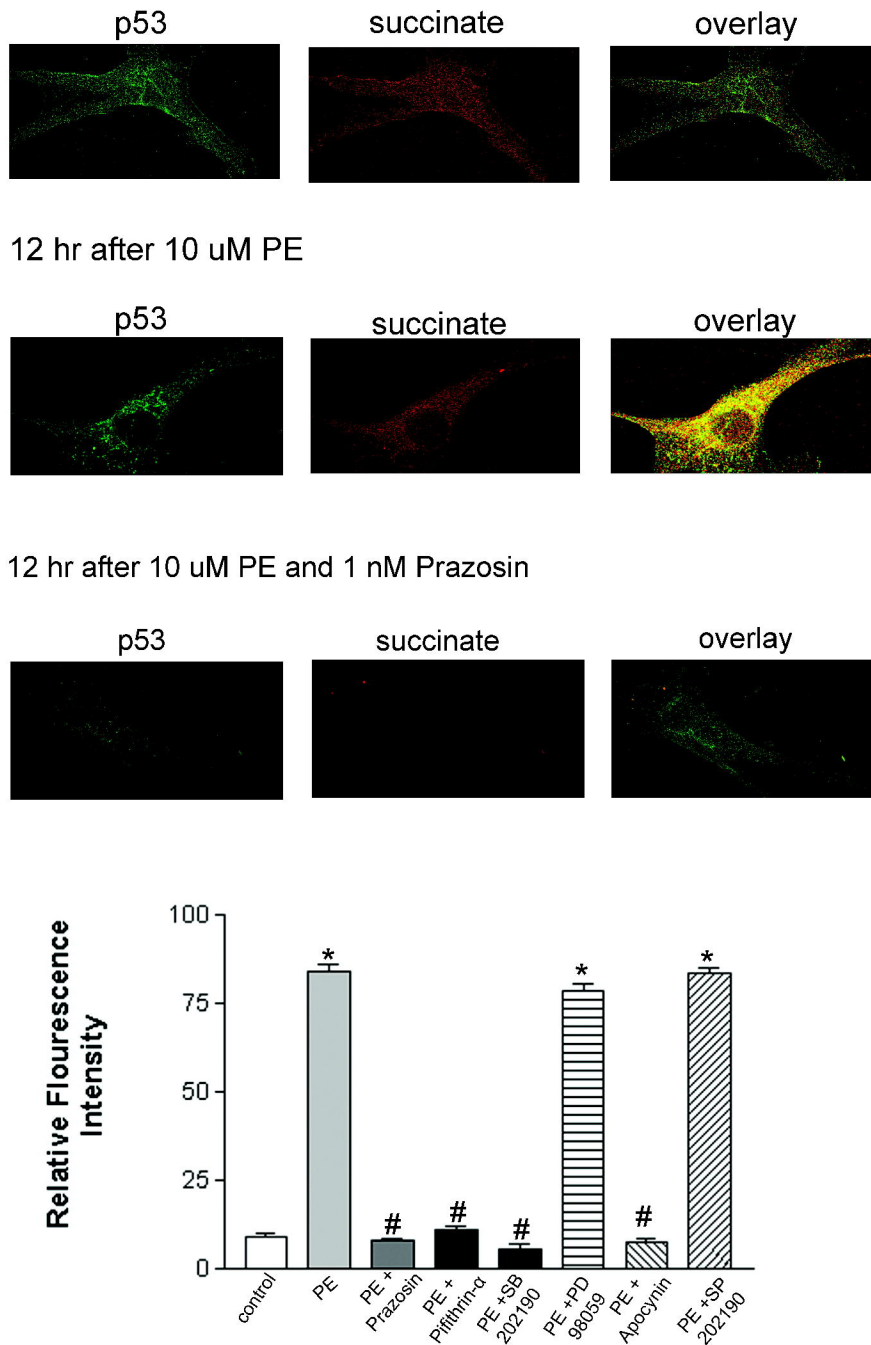 p53 succinate overlay
12 hr after 10 uM PE
p53 succinate overlay
12 hr after 10 uM PE and 1 nM Prazosin
p53 succinate overlay
Relative Flourescence
Intensity
100
75
50
25
0
*
#
#
#
*
#
*
control
PE
PE +
Prazosin
PE +
Pifithrin-α
PE +SB
202190
PE +PD
98059
PE +
Apocynin
PE +SP
202190